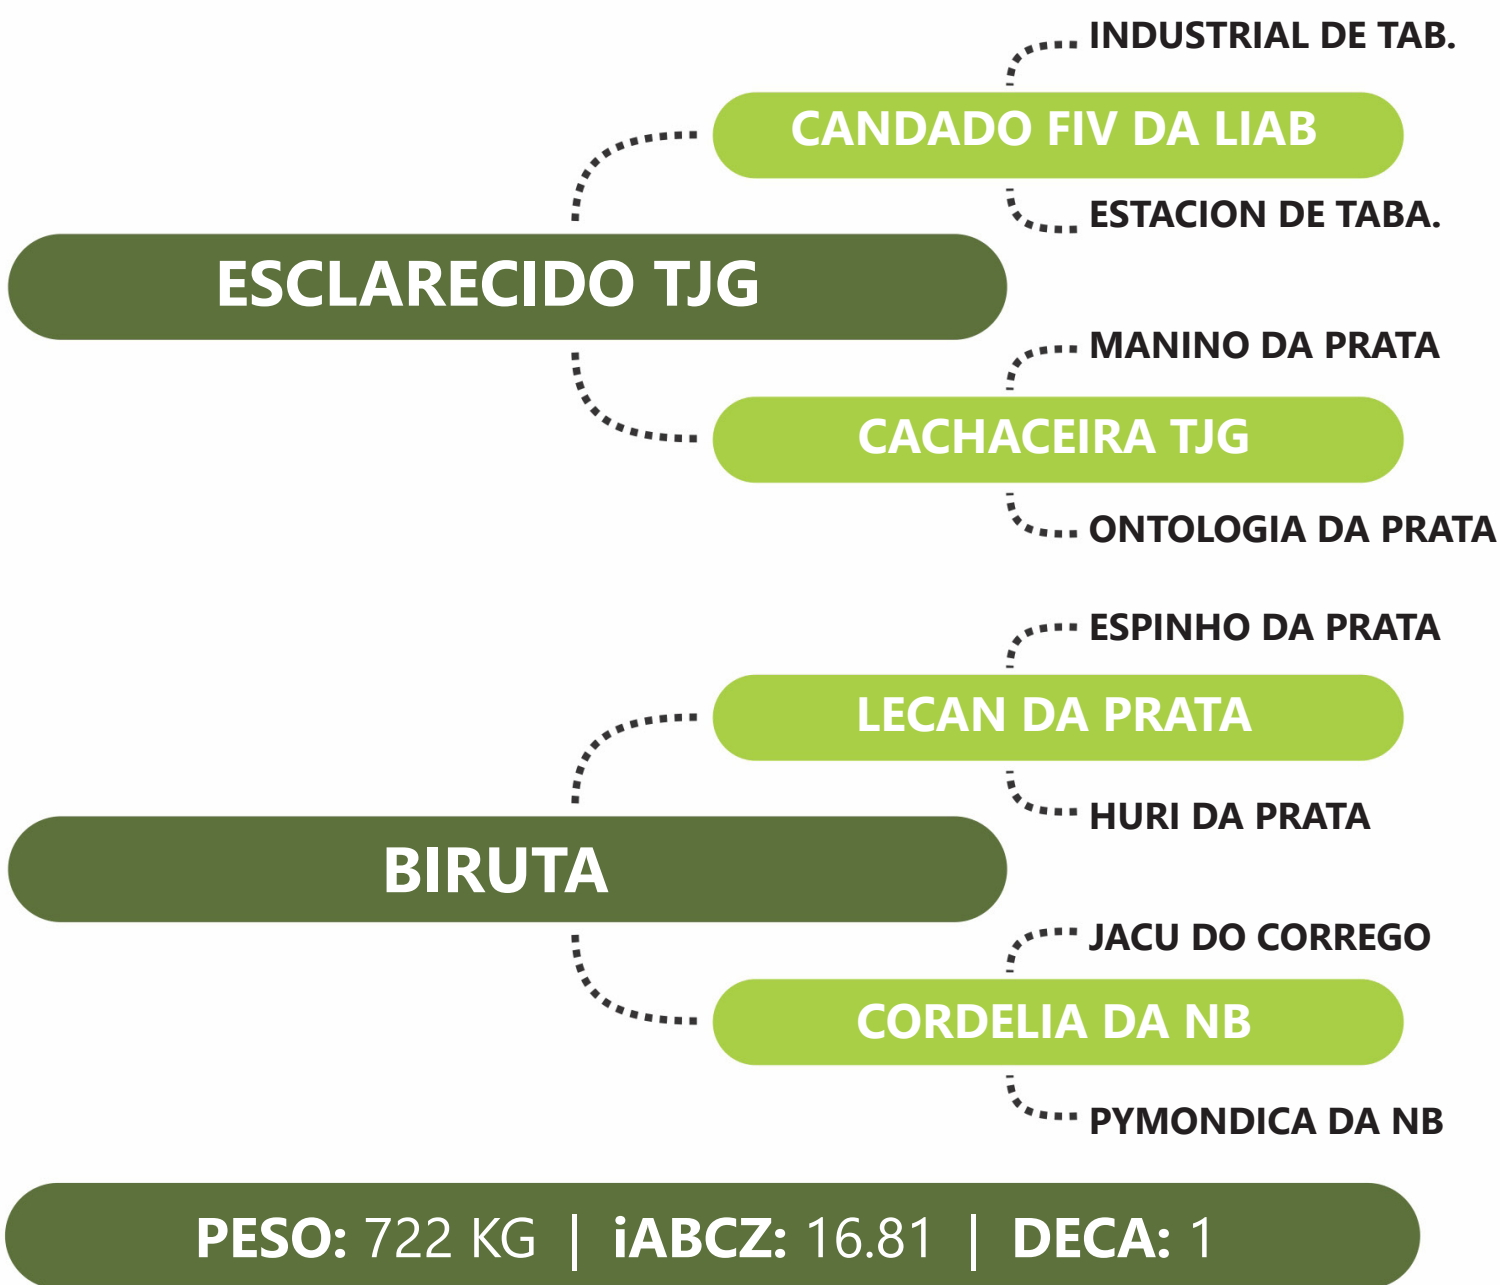 INDUSTRIAL DE TAB.
CANDADO FIV DA LIAB
ESTACION DE TABA.
ESCLARECIDO TJG
MANINO DA PRATA
CACHACEIRA TJG
ONTOLOGIA DA PRATA
ESPINHO DA PRATA
LECAN DA PRATA
HURI DA PRATA
BIRUTA
JACU DO CORREGO
CORDELIA DA NB
PYMONDICA DA NB
PESO: 722 KG | iABCZ: 16.81 | DECA: 1